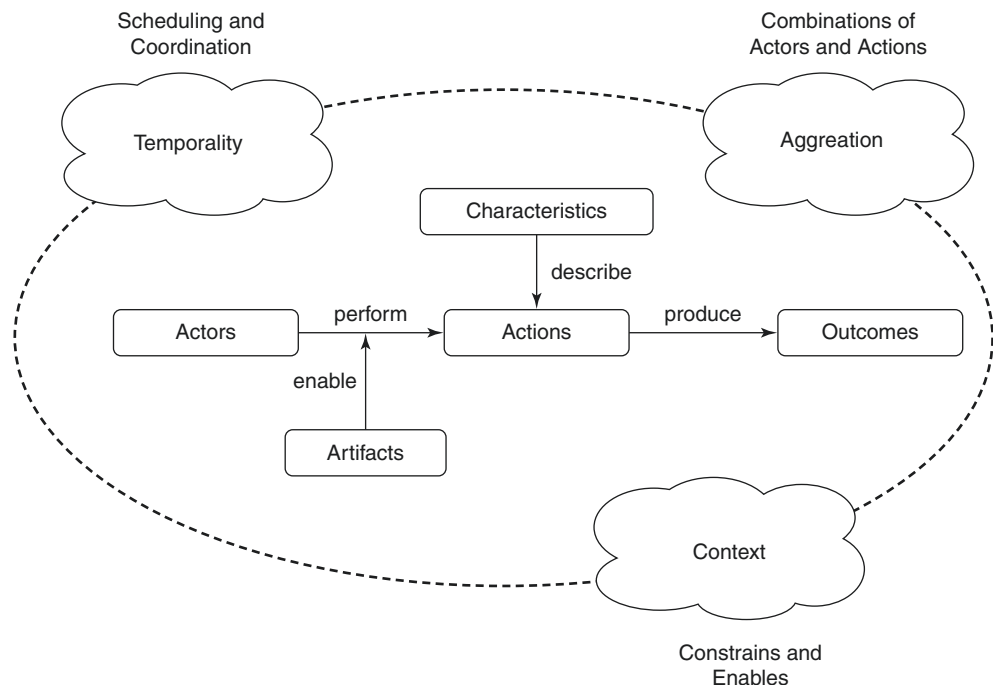 Scheduling and
Coordination
Combinations of
Actors and Actions
Temporality
Aggreation
Characteristics
describe
Actors
perform
Actions
produce
Outcomes
enable
Artifacts
Context
Constrains and
Enables